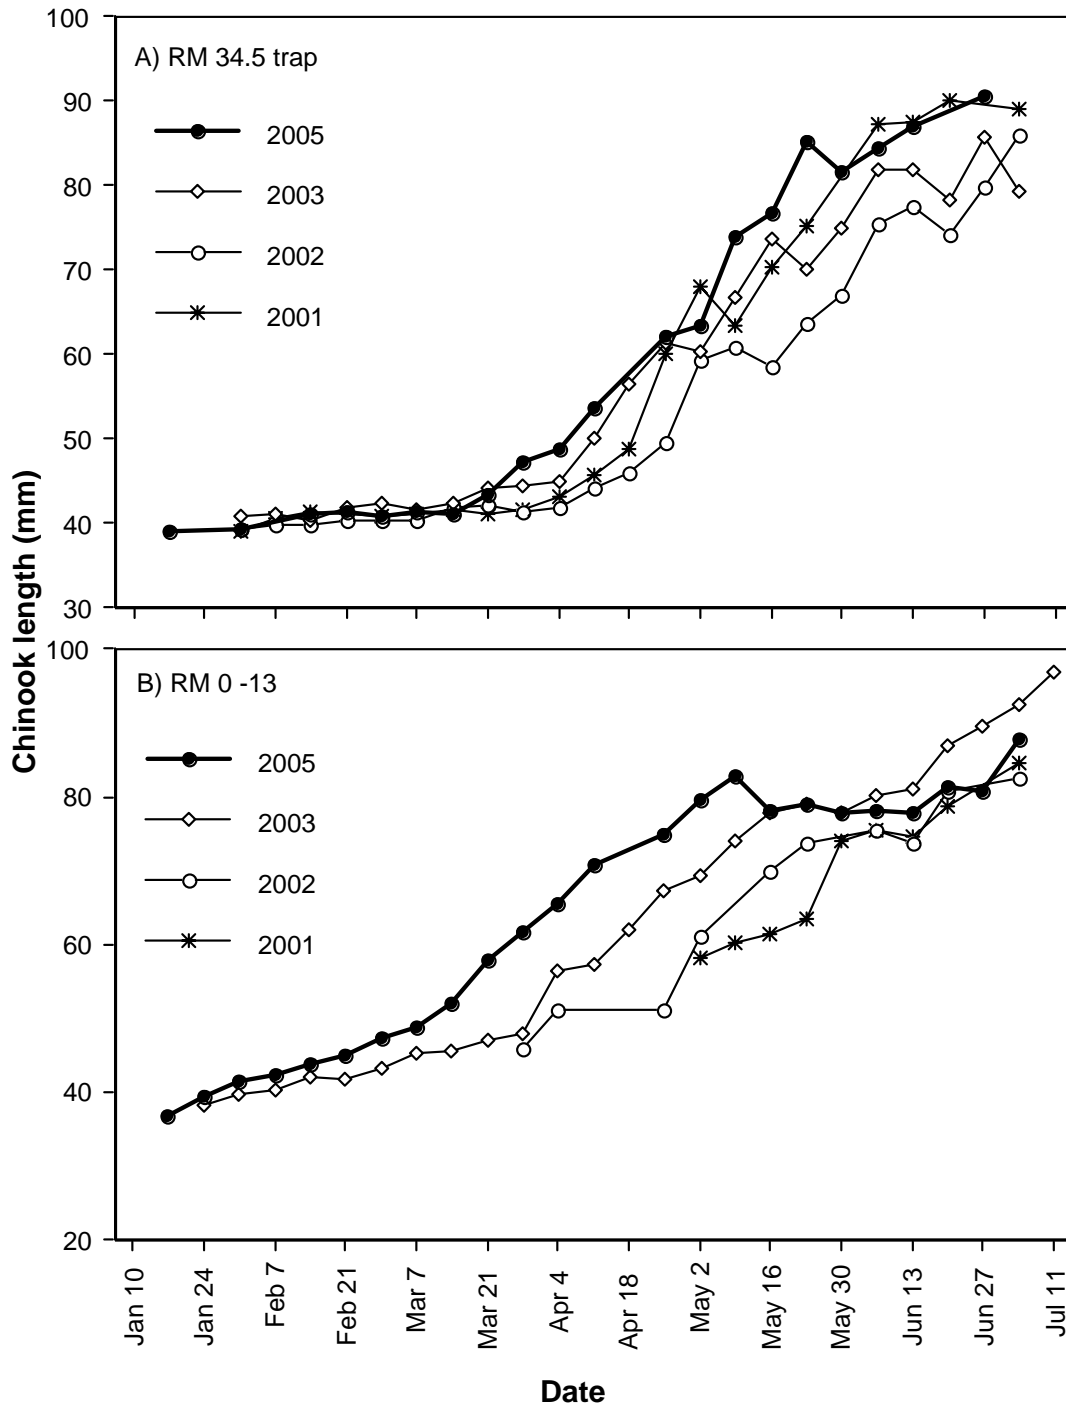 100
A) RM 34.5 trap
90
2005
80
2003
70
2002
60
2001
50
40
30
Chinook length (mm)
100
B) RM 0 -13
2005
80
2003
2002
60
2001
40
20
Jan 10
Jan 24
Feb 7
Feb 21
Mar 7
Mar 21
Apr 4
Apr 18
May 2
May 16
May 30
Jun 13
Jun 27
Jul 11
Date